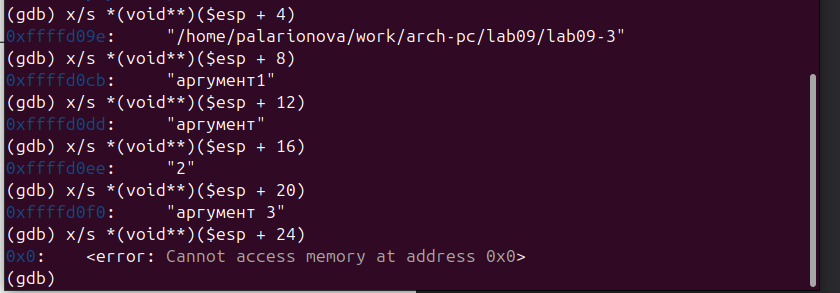 (gdb) x/s *(void**)($esp + 4)
0xffffd09e: "/home/palarionova/work/arch-pc/lab09/lab09-3"
(gdb) x/s *(void**)($esp + 8)
0xffffd0cb: "аргумент1"
(gdb) x/s *(void**)($esp + 12)
0xffffd0dd: "аргумент"
(gdb) x/s *(void**)($esp + 16)
0xffffd0ee: "2"
(gdb) x/s *(void**)($esp + 20)
0xffffd0f0: "аргумент 3"
(gdb) x/s *(void**)($esp + 24)
0x0: <error: Cannot access memory at address 0x0>
(gdb)